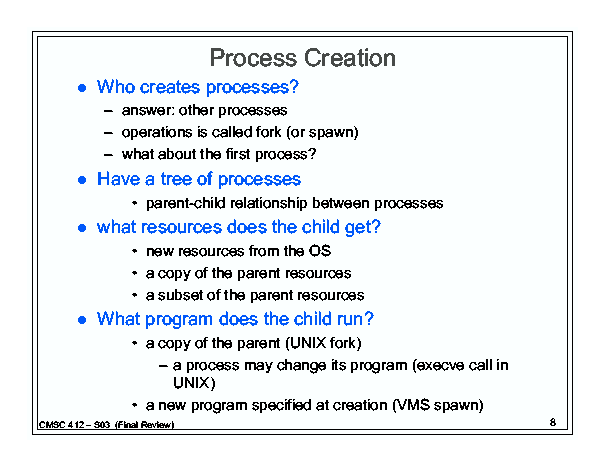 Process Creation
● Who creates processes?
– answer: other processes
– operations is called fork (or spawn)
– what about the first process?
● Have a tree of processes
• parent-child relationship between processes
● what resources does the child get?
• new resources from the OS
• a copy of the parent resources
• a subset of the parent resources
● What program does the child run?
• a copy of the parent (UNIX fork)
– a process may change its program (execve call in
UNIX)
• a new program specified at creation (VMS spawn)
CMSC 412 – S03 (Final Review)
8